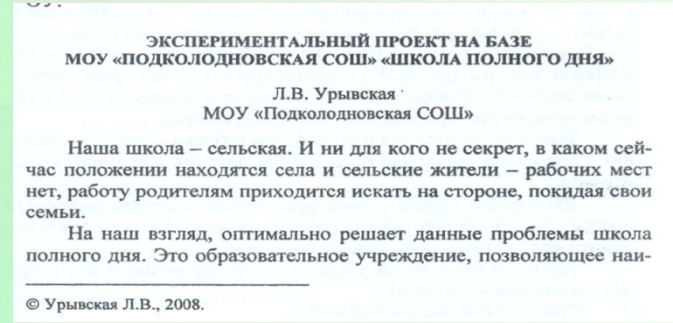 ЭКСПЕРИМЕНТАЛЬНЫЙ ПРОЕКТ НА БАЗЕ
МОУ «ПОДКОЛОДНОВСКАЯ СОШ» «ШКОЛА ПОЛНОГО ДНЯ»
Л.В. Урывская
МОУ «Подколодновская СОШ»
Наша школа – сельская. И ни для кого не секрет, в каком сей-
час положении находятся села и сельские жители – рабочих мест
нет, работу родителям приходится искать на стороне, покидая свои
семьи.
На наш взгляд, оптимально решает данные проблемы школа
полного дня. Это образовательное учреждение, позволяющее наи-
© Урывская Л.В., 2008.